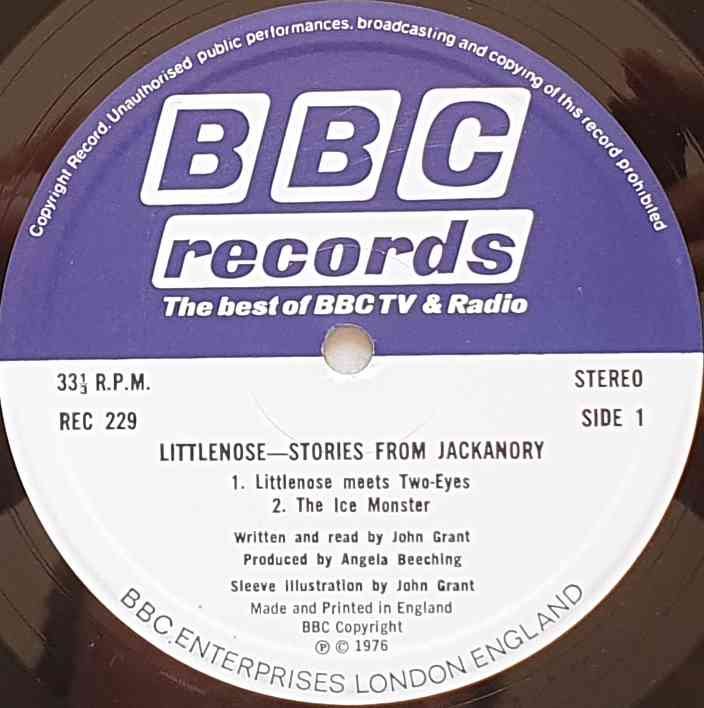 Copyright Record. Unauthorised public performances. broadcasting and copying of this record prohibited
BBC
records
The best of BBC TV & Radio
33⅓ R.P.M.
STEREO
REC 229
SIDE 1
LITTLENOSE—STORIES FROM JACKANORY
1. Littlenose meets Two-Eyes
2. The Ice Monster
Written and read by John Grant
Produced by Angela Beeching
Sleeve illustration by John Grant
Made and Printed in England
BBC Copyright
℗ © 1976
BBC.ENTERPRISES LONDON ENGLAND